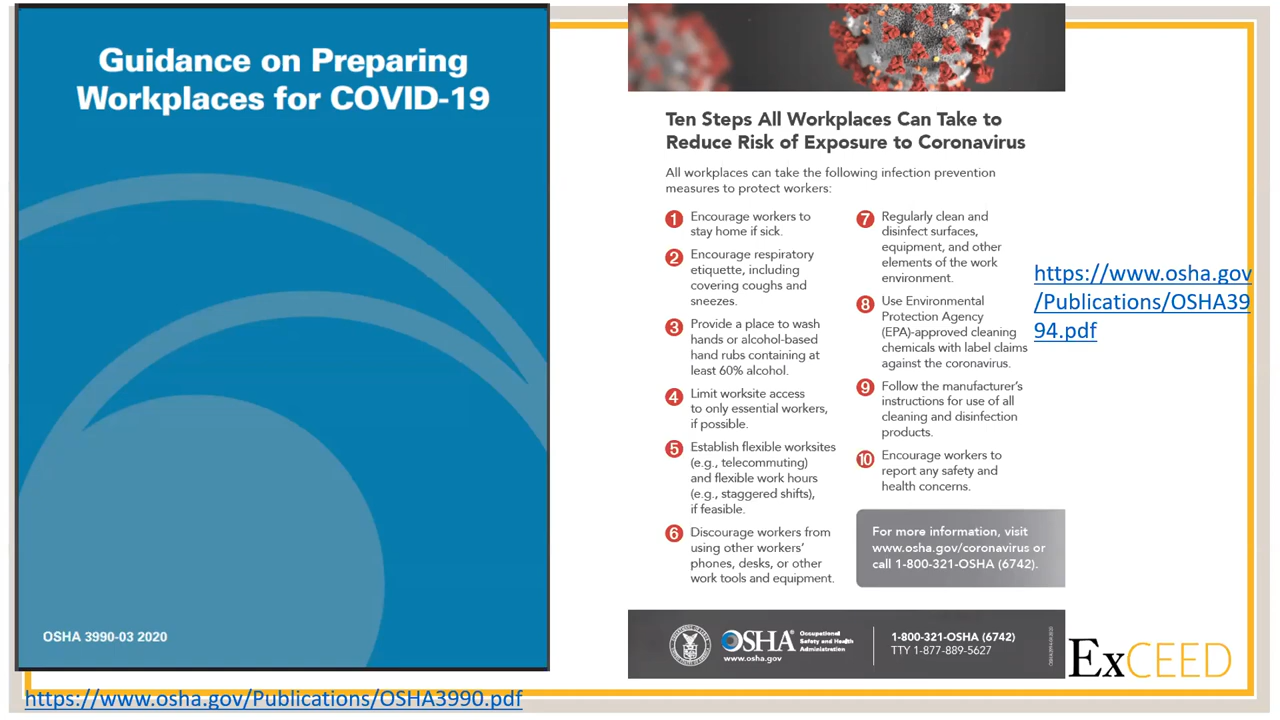 Guidance on Preparing
Workplaces for COVID-19
OSHA 3990-03 2020
https://www.osha.gov/Publications/OSHA3990.pdf
Ten Steps All Workplaces Can Take to
Reduce Risk of Exposure to Coronavirus
All workplaces can take the following infection prevention
measures to protect workers:
1 Encourage workers to
stay home if sick.
2 Encourage respiratory
etiquette, including
covering coughs and
sneezes.
3 Provide a place to wash
hands or alcohol-based
hand rubs containing at
least 60% alcohol.
4 Limit worksite access
to only essential workers,
if possible.
5 Establish flexible worksites
(e.g., telecommuting)
and flexible work hours
(e.g., staggered shifts),
if feasible.
6 Discourage workers from
using other workers’
phones, desks, or other
work tools and equipment.
7 Regularly clean and
disinfect surfaces,
equipment, and other
elements of the work
environment.
8 Use Environmental
Protection Agency
(EPA)-approved cleaning
chemicals with label claims
against the coronavirus.
9 Follow the manufacturer’s
instructions for use of all
cleaning and disinfection
products.
10 Encourage workers to
report any safety and
health concerns.
For more information, visit
www.osha.gov/coronavirus or
call 1-800-321-OSHA (6742).
OSHA®
Occupational
Safety and Health
Administration
www.osha.gov
1-800-321-OSHA (6742)
TTY 1-877-889-5627
https://www.osha.gov
/Publications/OSHA39
94.pdf
ExCEED